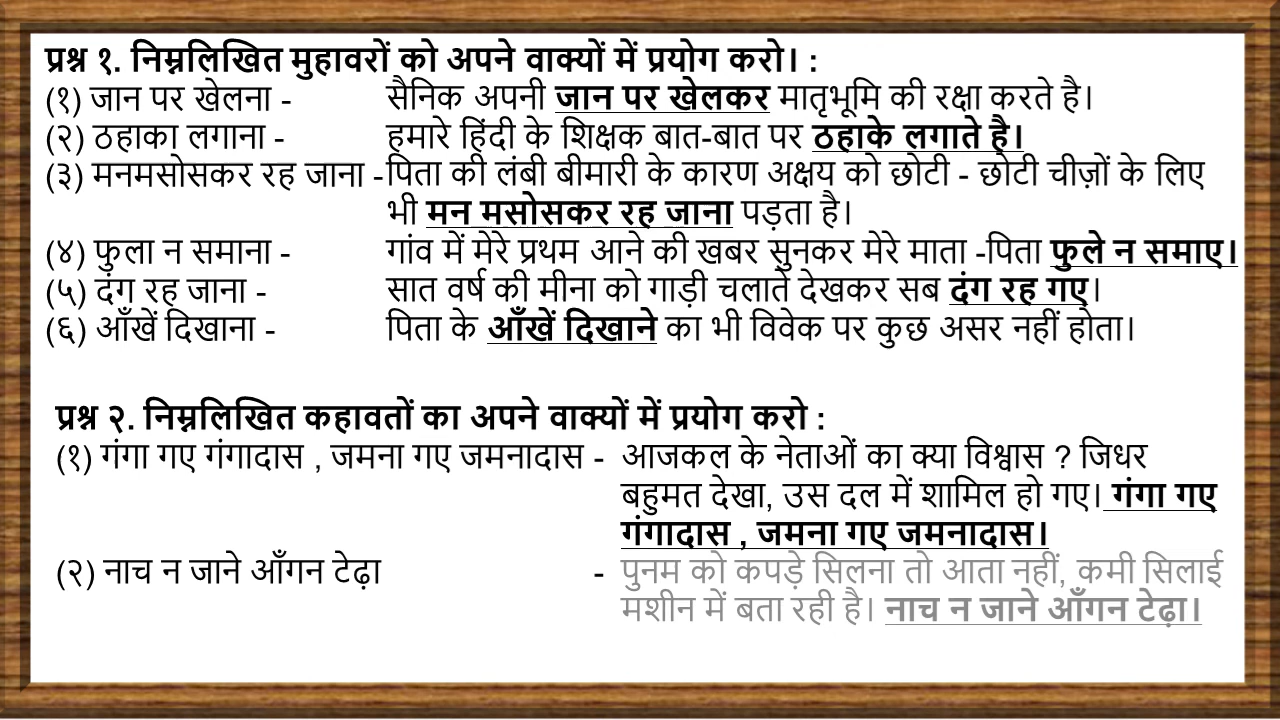 प्रश्न १. निम्नलिखित मुहावरों को अपने वाक्यों में प्रयोग करो। :
(१) जान पर खेलना - सैनिक अपनी जान पर खेलकर मातृभूमि की रक्षा करते है।
(२) ठहाका लगाना - हमारे हिंदी के शिक्षक बात-बात पर ठहाके लगाते है।
(३) मनमसोसकर रह जाना -पिता की लंबी बीमारी के कारण अक्षय को छोटी - छोटी चीज़ों के लिए
भी मन मसोसकर रह जाना पड़ता है।
(४) फुला न समाना - गांव में मेरे प्रथम आने की खबर सुनकर मेरे माता -पिता फुले न समाए।
(५) दंग रह जाना - सात वर्ष की मीना को गाड़ी चलाते देखकर सब दंग रह गए।
(६) आँखें दिखाना - पिता के आँखें दिखाने का भी विवेक पर कुछ असर नहीं होता।
प्रश्न २. निम्नलिखित कहावतों का अपने वाक्यों में प्रयोग करो :
(१) गंगा गए गंगादास , जमना गए जमनादास - आजकल के नेताओं का क्या विश्वास ? जिधर
बहुमत देखा, उस दल में शामिल हो गए। गंगा गए
गंगादास , जमना गए जमनादास।
(२) नाच न जाने आँगन टेढ़ा - पुनम को कपड़े सिलना तो आता नहीं, कमी सिलाई
मशीन में बता रही है। नाच न जाने आँगन टेढ़ा।